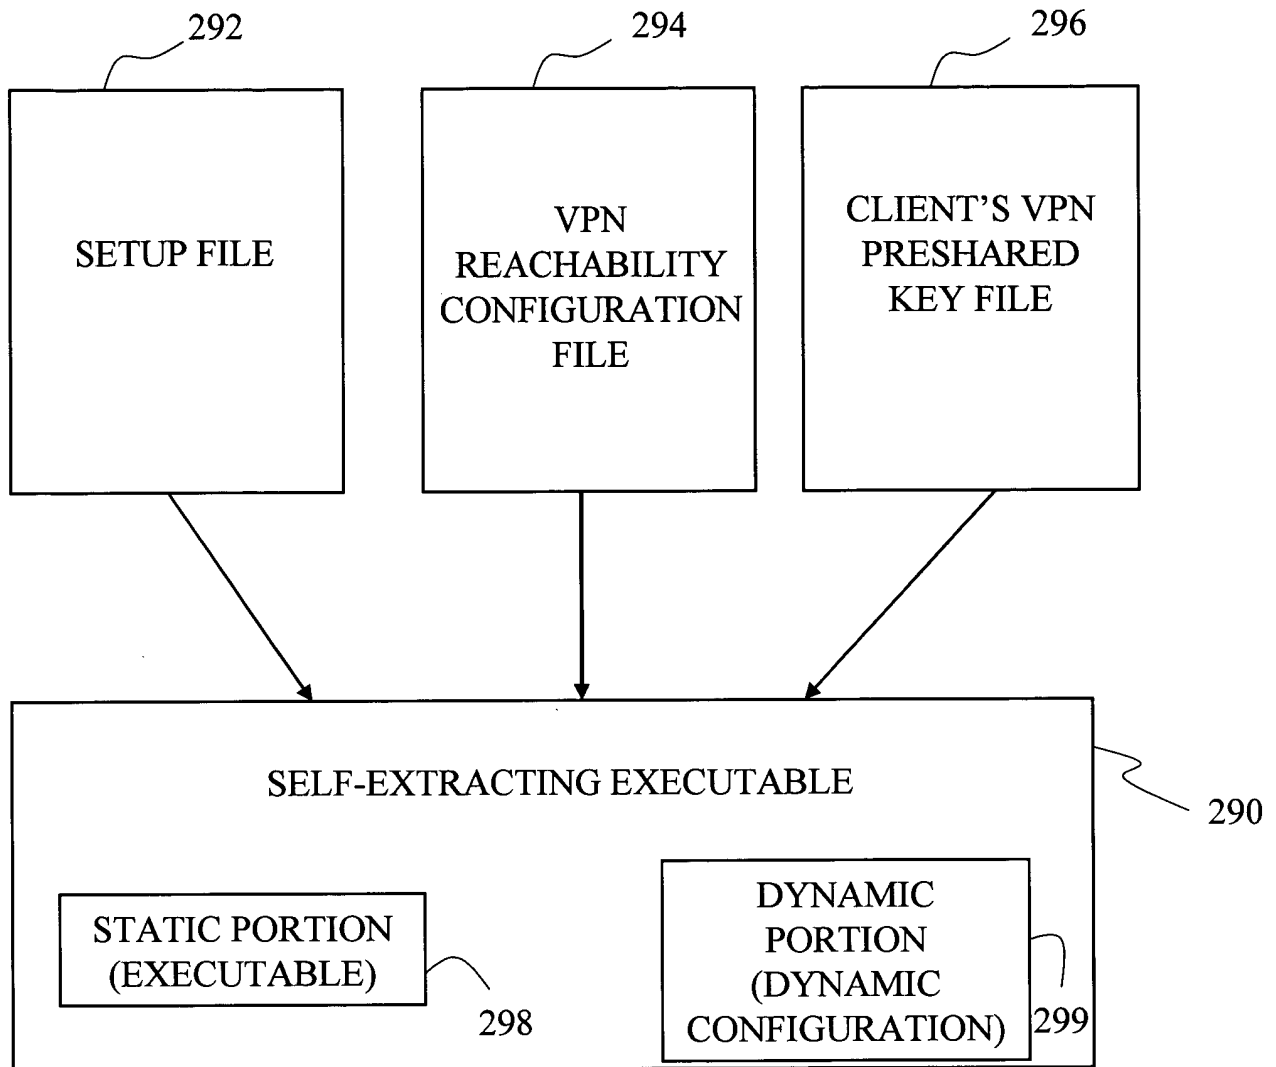 292
294
296
SETUP FILE
VPN
REACHABILITY
CONFIGURATION
FILE
CLIENT'S VPN
PRESHARED
KEY FILE
SELF-EXTRACTING EXECUTABLE
290
STATIC PORTION
(EXECUTABLE)
298
DYNAMIC
PORTION
(DYNAMIC
CONFIGURATION)
299